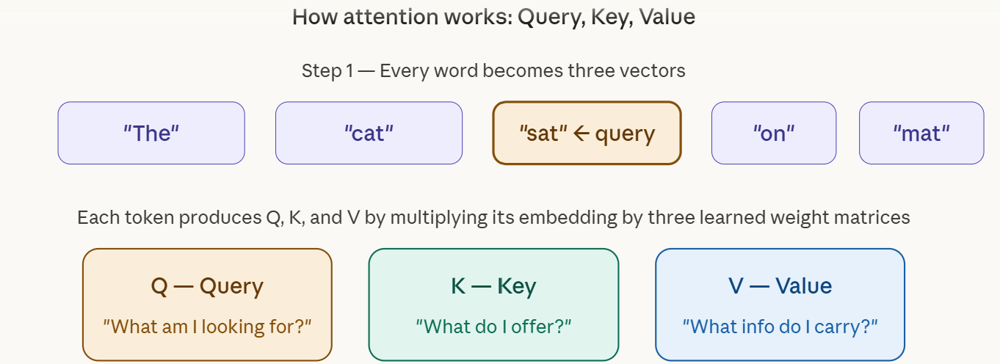 How attention works: Query, Key, Value
Step 1 — Every word becomes three vectors
"The" "cat" "sat" ← query "on" "mat"
Each token produces Q, K, and V by multiplying its embedding by three learned weight matrices
Q — Query K — Key V — Value
"What am I looking for?" "What do I offer?" "What info do I carry?"